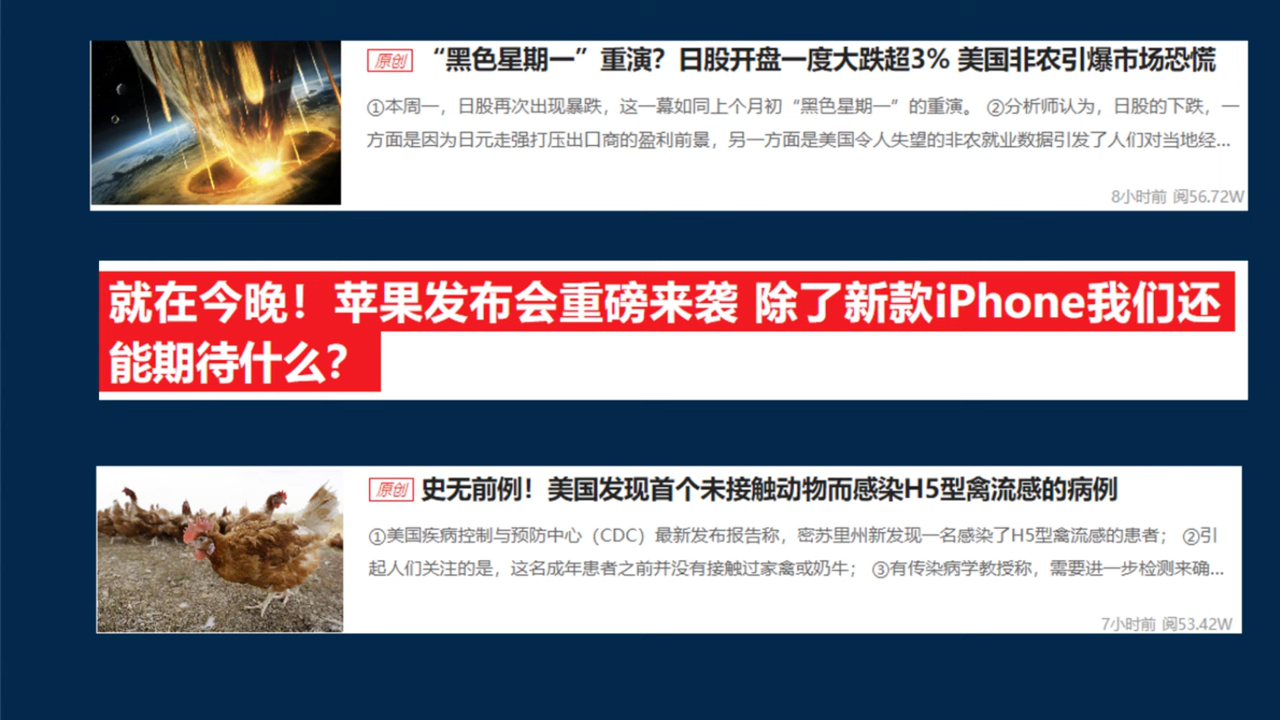 原创 “黑色星期一”重演？日股开盘一度大跌超3% 美国非农引爆市场恐慌
①本周一，日股再次出现暴跌，这一幕如同上个月初“黑色星期一”的重演。 ②分析师认为，日股的下跌，一
方面是因为日元走强打压出口商的盈利前景，另一方面是美国令人失望的非农就业数据引发了人们对当地经...
8小时前 阅56.72W
就在今晚！苹果发布会重磅来袭 除了新款iPhone我们还
能期待什么？
原创 史无前例！美国发现首个未接触动物而感染H5型禽流感的病例
①美国疾病控制与预防中心（CDC）最新发布报告称，密苏里州新发现一名感染了H5型禽流感的患者； ②引
起人们关注的是，这名成年患者之前并没有接触过家禽或奶牛； ③有传染病学教授称，需要进一步检测来确...
7小时前 阅53.42W